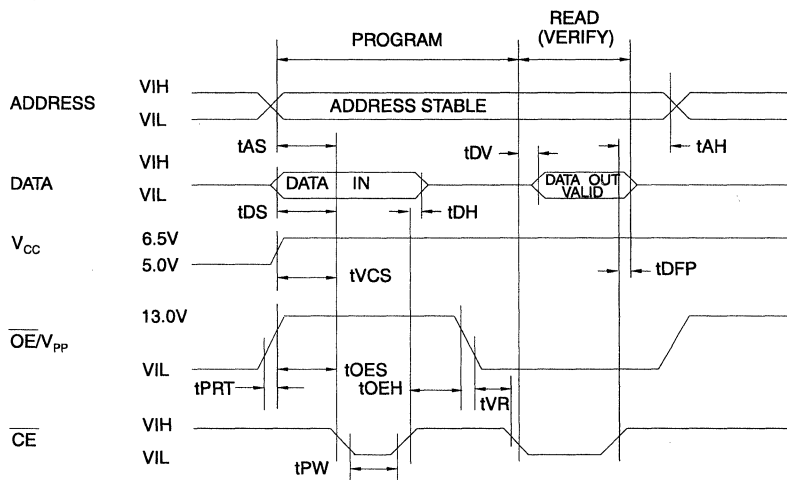 READ
(VERIFY)
PROGRAM
ADDRESS
VIH
VIL
ADDRESS STABLE
tAS
tDV
tAH
DATA
VIH
VIL
DATA IN
DATA OUT
VALID
tDS
tDH
VCC
6.5V
5.0V
tVCS
tDFP
OE/VPP
13.0V
VIL
tPRT
tOES
tOEH
tVR
CE
VIH
VIL
tPW